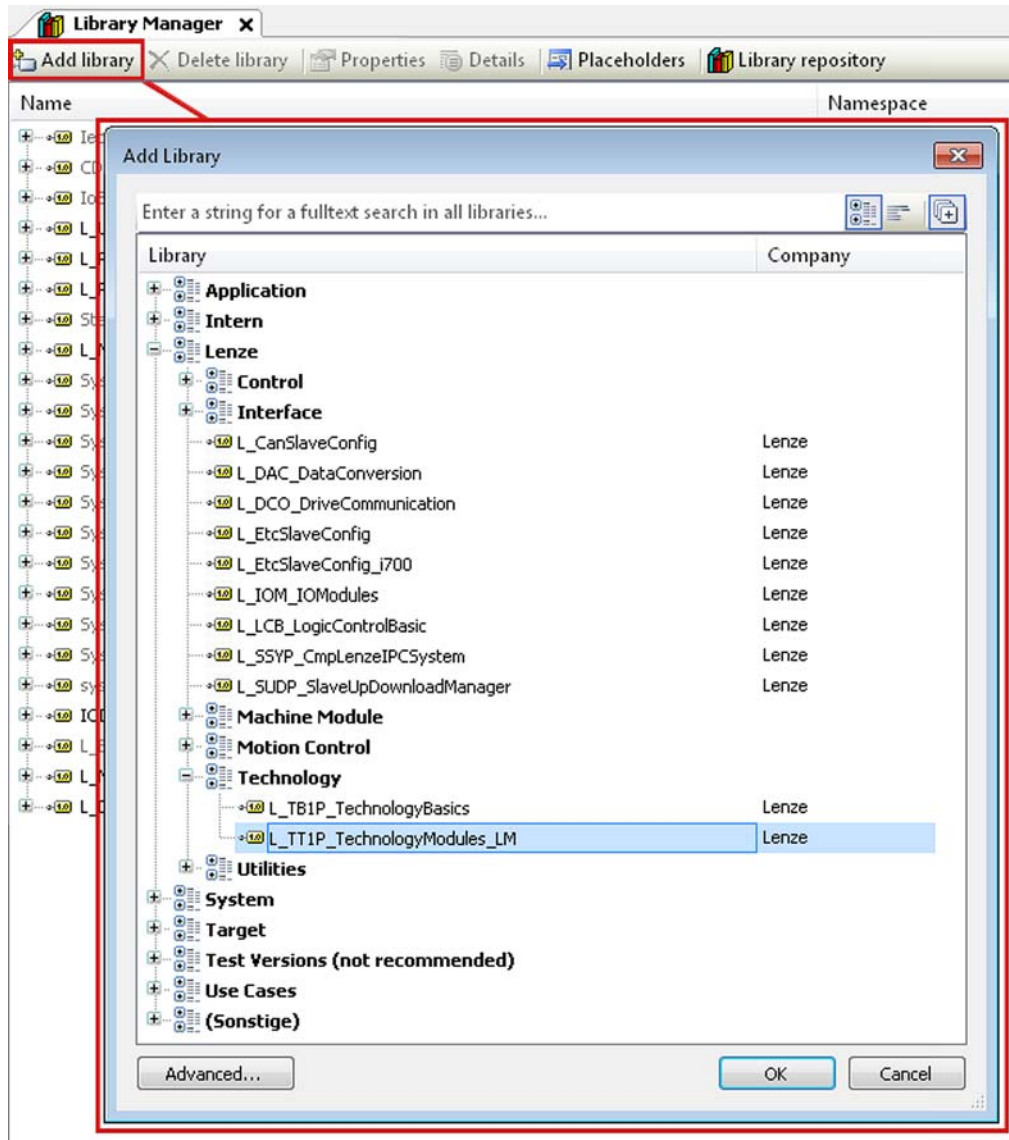 Library Manager x
Add library Delete library Properties Details Placeholders Library repository
Name Namespace
Add Library
Enter a string for a fulltext search in all libraries...
Library Company
Application
Intern
Lenze
Control
Interface
L_CanSlaveConfig Lenze
L_DAC_DataConversion Lenze
L_DCO_DriveCommunication Lenze
L_EtcSlaveConfig Lenze
L_EtcSlaveConfig_i700 Lenze
L_IOM_IOModules Lenze
L_LCB_LogicControlBasic Lenze
L_SSYP_CmpLenzeIPCSystem Lenze
L_SUDP_SlaveUpDownloadManager Lenze
Machine Module
Motion Control
Technology
L_TB1P_TechnologyBasics Lenze
L_TT1P_TechnologyModules_LM Lenze
Utilities
System
Target
Test Versions (not recommended)
Use Cases
(Sonstige)
Advanced... OK Cancel